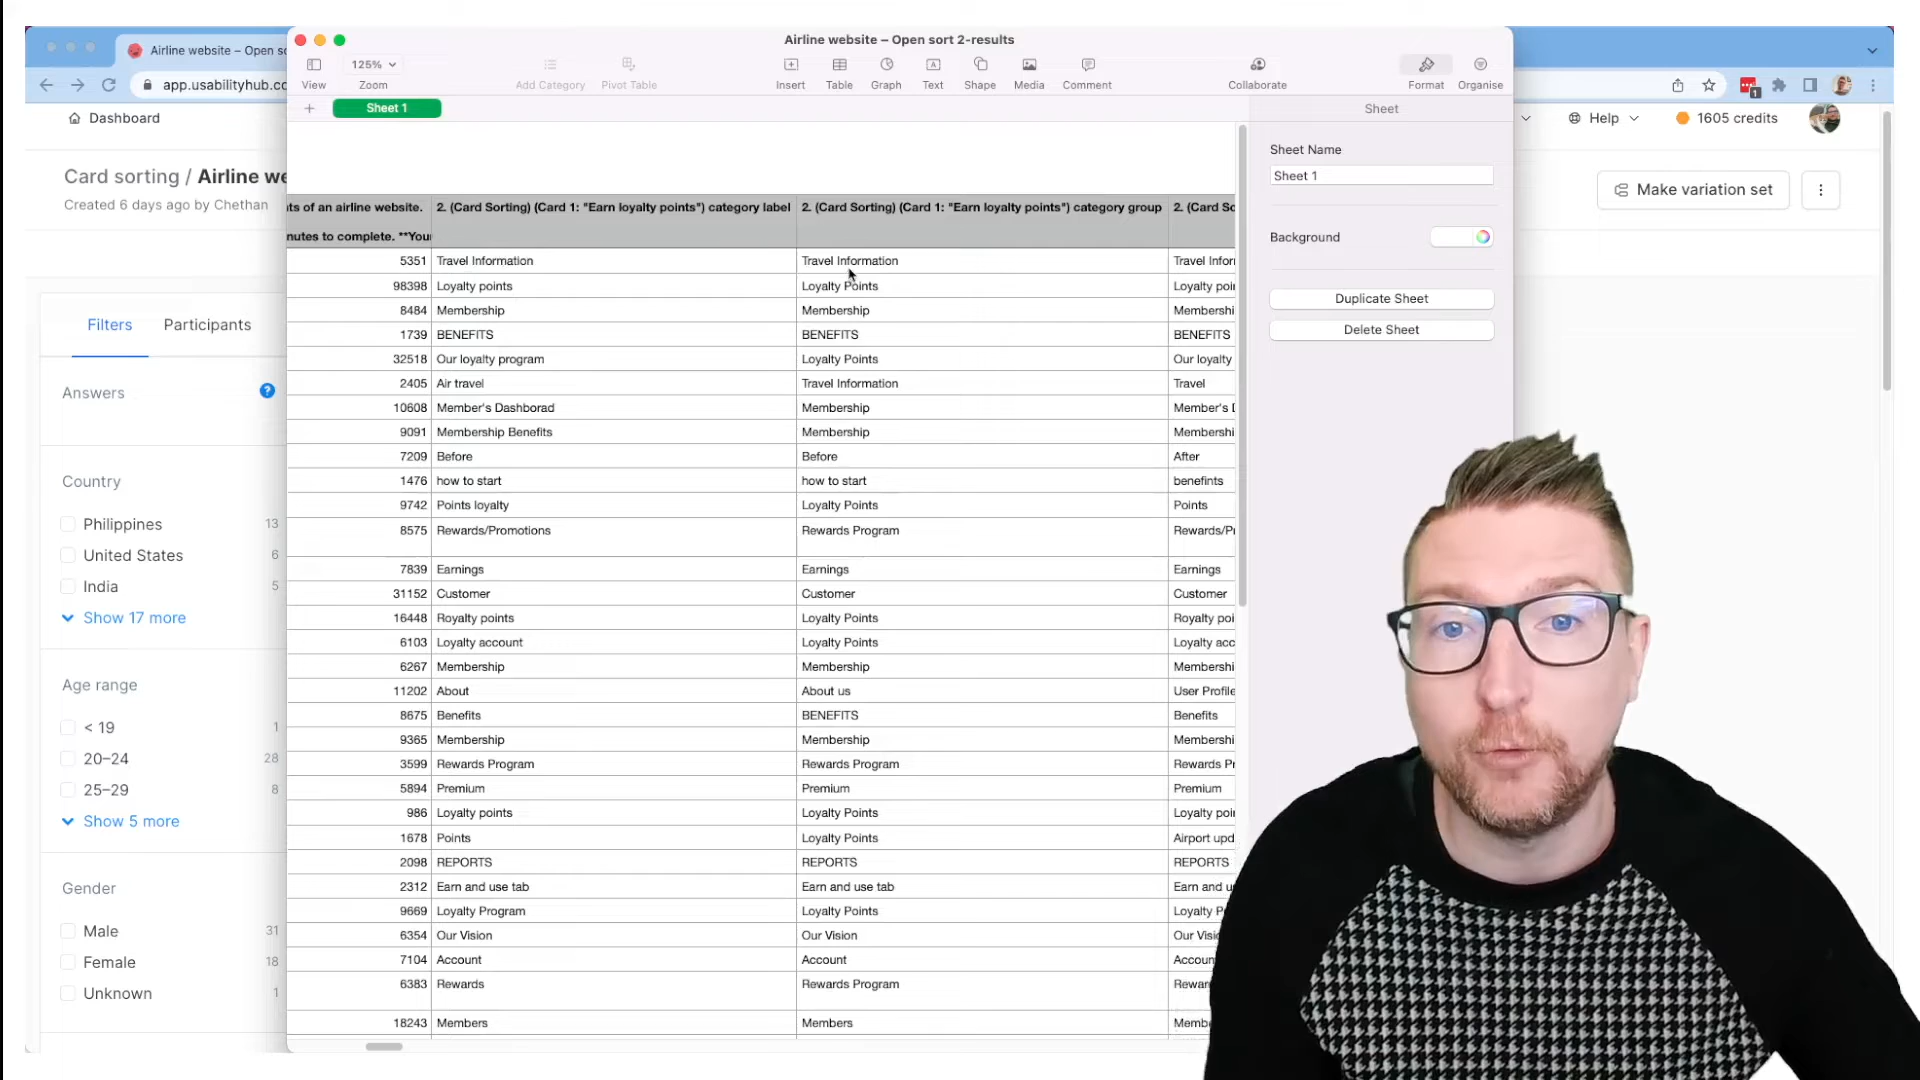 Airline website – Open so
app.usabilityhub.co
Dashboard
Help
1605 credits
Card sorting / Airline we
Created 6 days ago by Chethan
Make variation set
Filters
Participants
Answers
?
Country
Philippines 13
United States 6
India 5
Show 17 more
Age range
< 19 1
20–24 28
25–29 8
Show 5 more
Gender
Male 31
Female 18
Unknown 1
Airline website – Open sort 2-results
125%
View
Zoom
Add Category
Pivot Table
Insert
Table
Graph
Text
Shape
Media
Comment
Collaborate
Format
Organise
Sheet 1
Sheet
Sheet Name
Sheet 1
Background
Duplicate Sheet
Delete Sheet
nts of an airline website. 2. (Card Sorting) (Card 1: "Earn loyalty points") category label 2. (Card Sorting) (Card 1: "Earn loyalty points") category group 2. (Card So
nutes to complete. **You
5351 Travel Information Travel Information Travel Infor
98398 Loyalty points Loyalty Points Loyalty poi
8484 Membership Membership Membershi
1739 BENEFITS BENEFITS BENEFITS
32518 Our loyalty program Loyalty Points Our loyalty
2405 Air travel Travel Information Travel
10608 Member's Dashborad Membership Member's
9091 Membership Benefits Membership Membershi
7209 Before Before After
1476 how to start how to start benefints
9742 Points loyalty Loyalty Points Points
8575 Rewards/Promotions Rewards Program Rewards/P
7839 Earnings Earnings Earnings
31152 Customer Customer Customer
16448 Royalty points Loyalty Points Royalty poi
6103 Loyalty account Loyalty Points Loyalty acc
6267 Membership Membership Membershi
11202 About About us User Profile
8675 Benefits BENEFITS Benefits
9365 Membership Membership Membershi
3599 Rewards Program Rewards Program Rewards Pr
5894 Premium Premium Premium
986 Loyalty points Loyalty Points Loyalty poi
1678 Points Loyalty Points Airport upd
2098 REPORTS REPORTS REPORTS
2312 Earn and use tab Earn and use tab Earn and u
9669 Loyalty Program Loyalty Points Loyalty P
6354 Our Vision Our Vision Our Visi
7104 Account Account Accoun
6383 Rewards Rewards Program Rewar
18243 Members Members Memb